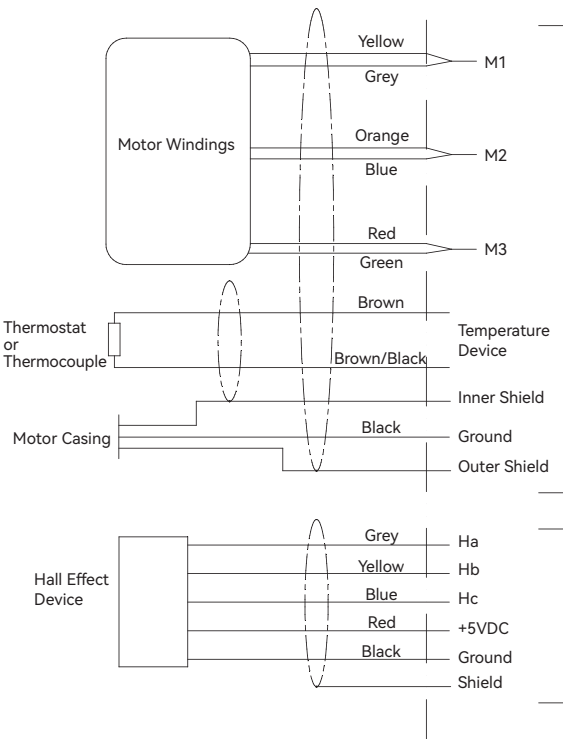 Yellow
M1
Grey
Motor Windings
Orange
M2
Blue
Red
M3
Green
Brown
Thermostat
or
Thermocouple
Temperature
Device
Brown/Black
Inner Shield
Motor Casing
Black
Ground
Outer Shield
Grey
Ha
Yellow
Hb
Hall Effect
Device
Blue
Hc
Red
+5VDC
Black
Ground
Shield